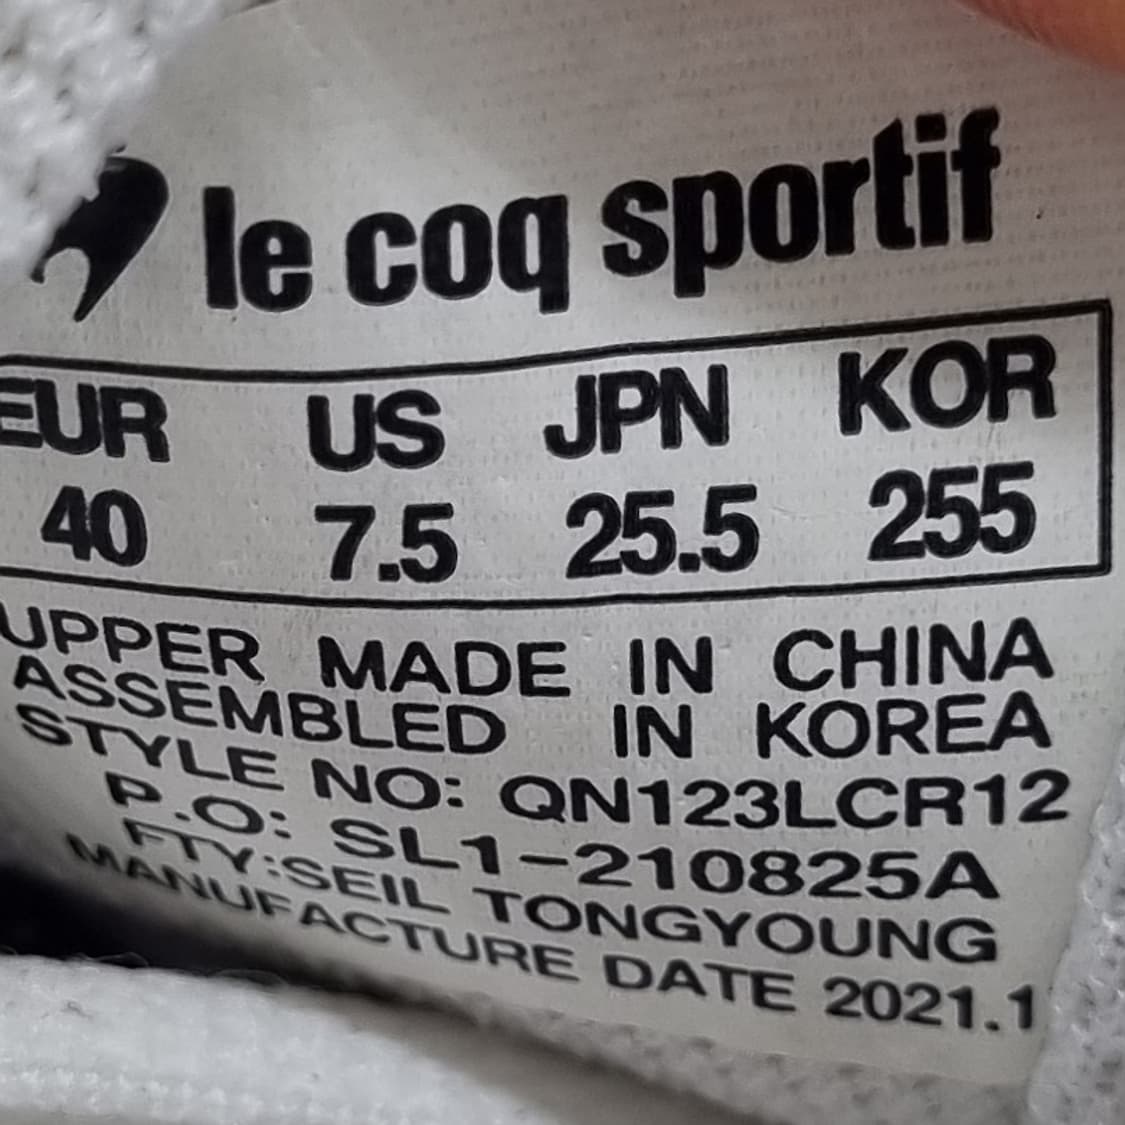 le coq sportif
EUR US JPN KOR
40 7.5 25.5 255
UPPER MADE IN CHINA
ASSEMBLED IN KOREA
STYLE NO: QN123LCR12
P.O: SL1-210825A
FTY:SEIL TONGYOUNG
MANUFACTURE DATE 2021.1